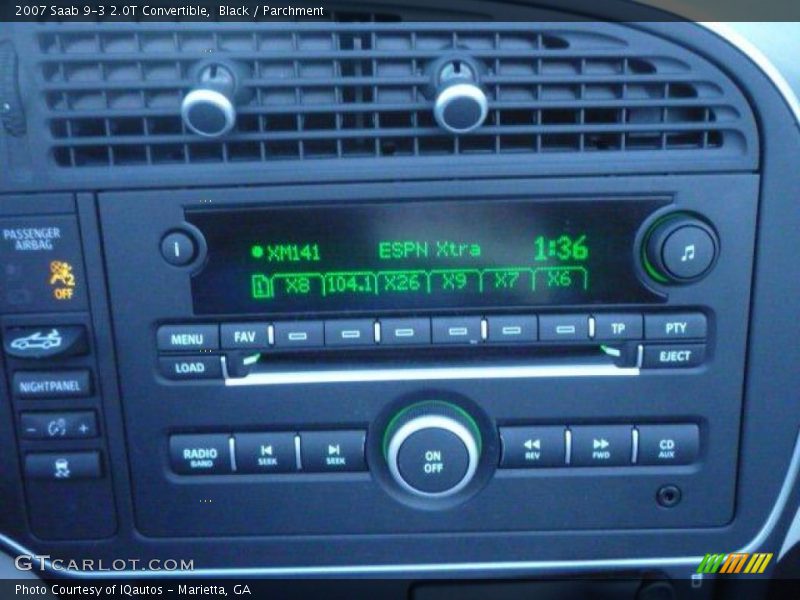 2007 Saab 9-3 2.0T Convertible, Black / Parchment
PASSENGER
AIRBAG
2
OFF
i
XM141 ESPN Xtra 1:36
1 X8 104.1 X26 X9 X7 X6
MENU FAV TP PTY
LOAD EJECT
NIGHTPANEL
- +
RADIO
BAND
SEEK
SEEK
ON
OFF
REV
FWD
CD
AUX
GTCARLOT.COM
Photo Courtesy of IQautos - Marietta, GA